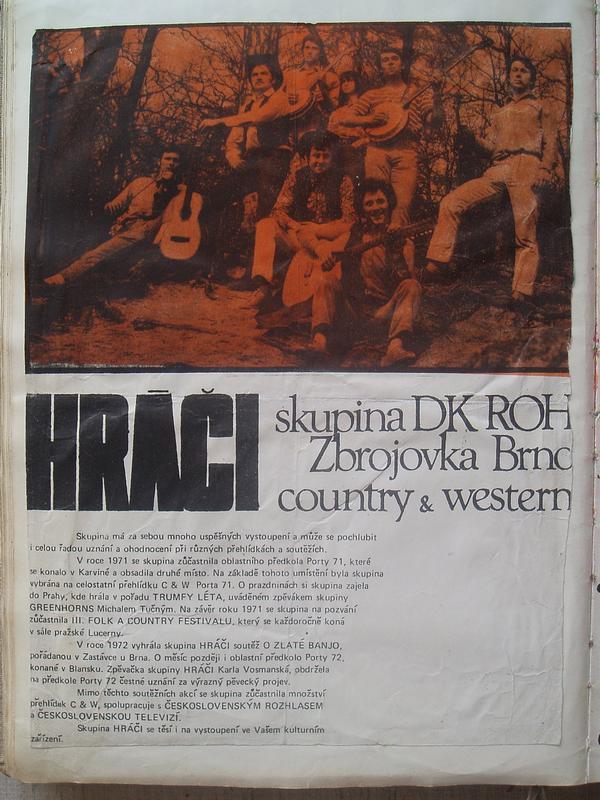 HRÁČI
skupina DK ROH
Zbrojovka Brno
country & western
Skupina má za sebou mnoho uspěšných vystoupení a může se pochlubit
i celou řadou uznání a ohodnocení při různých přehlídkách a soutěžích.
V roce 1971 se skupina zůčastnila oblastního předkola Porty 71, které
se konalo v Karviné a obsadila druhé místo. Na základě tohoto umístění byla skupina
vybrána na celostatní přehlídku C & W Porta 71. O prazdninách si skupina zajela
do Prahy, kde hrála v pořadu TRUMFY LÉTA, uváděném zpěvákem skupiny
GREENHORNS Michalem Tučným. Na závěr roku 1971 se skupina na pozvání
zůčastnila III. FOLK A COUNTRY FESTIVALU, který se každoročně koná
v sále pražské Lucerny.
V roce 1972 vyhrála skupina HRÁČI soutěž O ZLATÉ BANJO,
pořádanou v Zastávce u Brna. O měsíc později i oblastní předkolo Porty 72,
konané v Blansku. Zpěvačka skupiny HRÁČI Karla Vosmanská, obdržela
na předkole Porty 72 čestné uznání za výrazný pěvecký projev.
Mimo těchto soutěžních akcí se skupina zůčastnila množství
přehlídek C & W, spolupracuje s ČESKOSLOVENSKÝM ROZHLASEM
a ČESKOSLOVENSKOU TELEVIZÍ.
Skupina HRÁČI se těší i na vystoupení ve Vašem kulturním
zařízení.